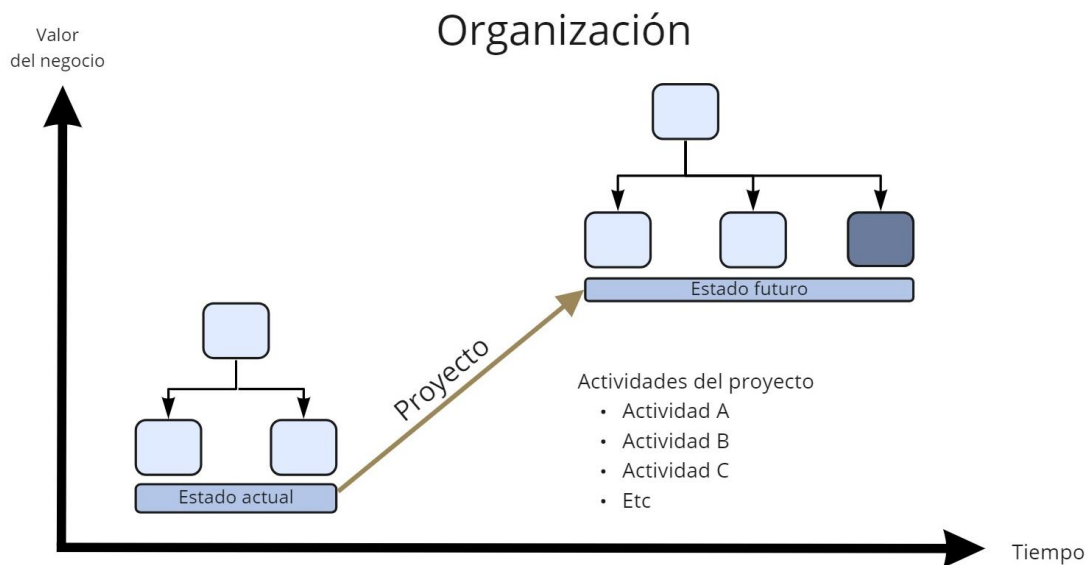 Organización
Valor
del negocio
Estado futuro
Proyecto
Actividades del proyecto
• Actividad A
• Actividad B
• Actividad C
• Etc
Estado actual
Tiempo